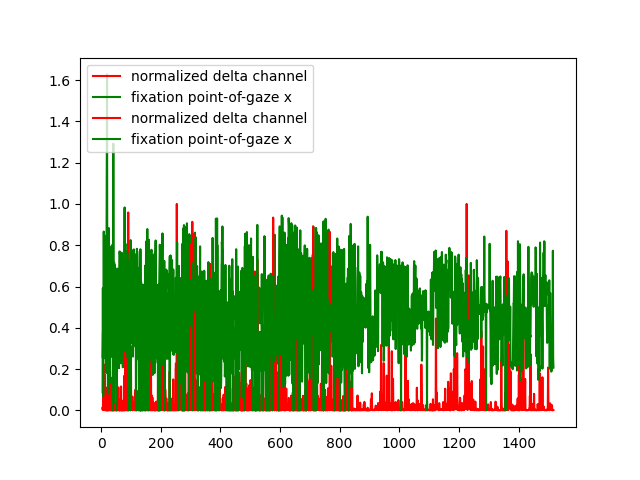 normalized delta channel
fixation point-of-gaze x
normalized delta channel
fixation point-of-gaze x
1.6
1.4
1.2
1.0
0.8
0.6
0.4
0.2
0.0
0 200 400 600 800 1000 1200 1400